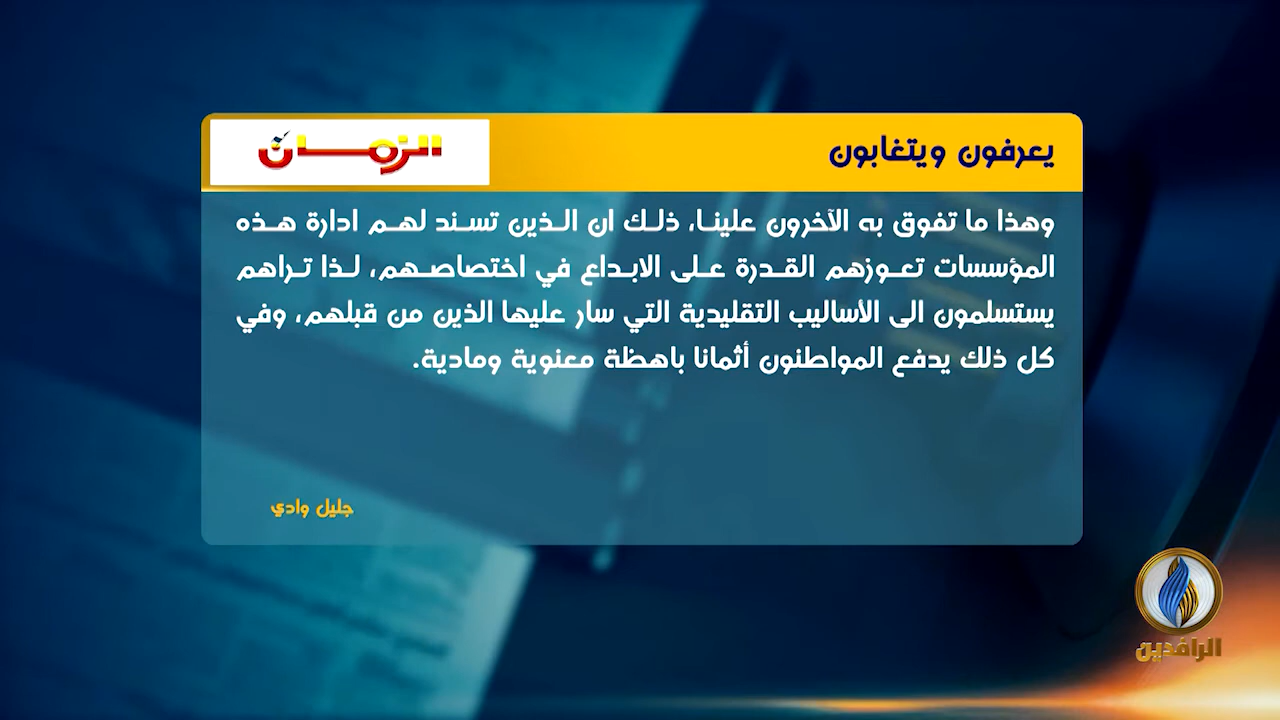 يعرفون ويتغابون
الزمان
وهذا ما تفوق به الآخرون علينا، ذلك ان الذين تسند لهم ادارة هذه
المؤسسات تعوزهم القدرة على الابداع في اختصاصهم، لذا تراهم
يستسلمون الى الأساليب التقليدية التي سار عليها الذين من قبلهم، وفي
كل ذلك يدفع المواطنون أثمانا باهظة معنوية ومادية.
جليل وادي
الرافدين